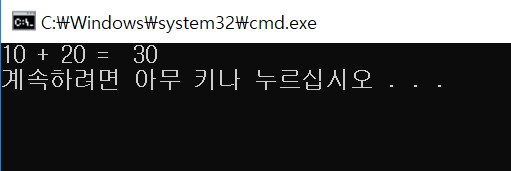 C:₩Windows₩system32₩cmd.exe
10 + 20 =  30
계속하려면 아무 키나 누르십시오 . . .